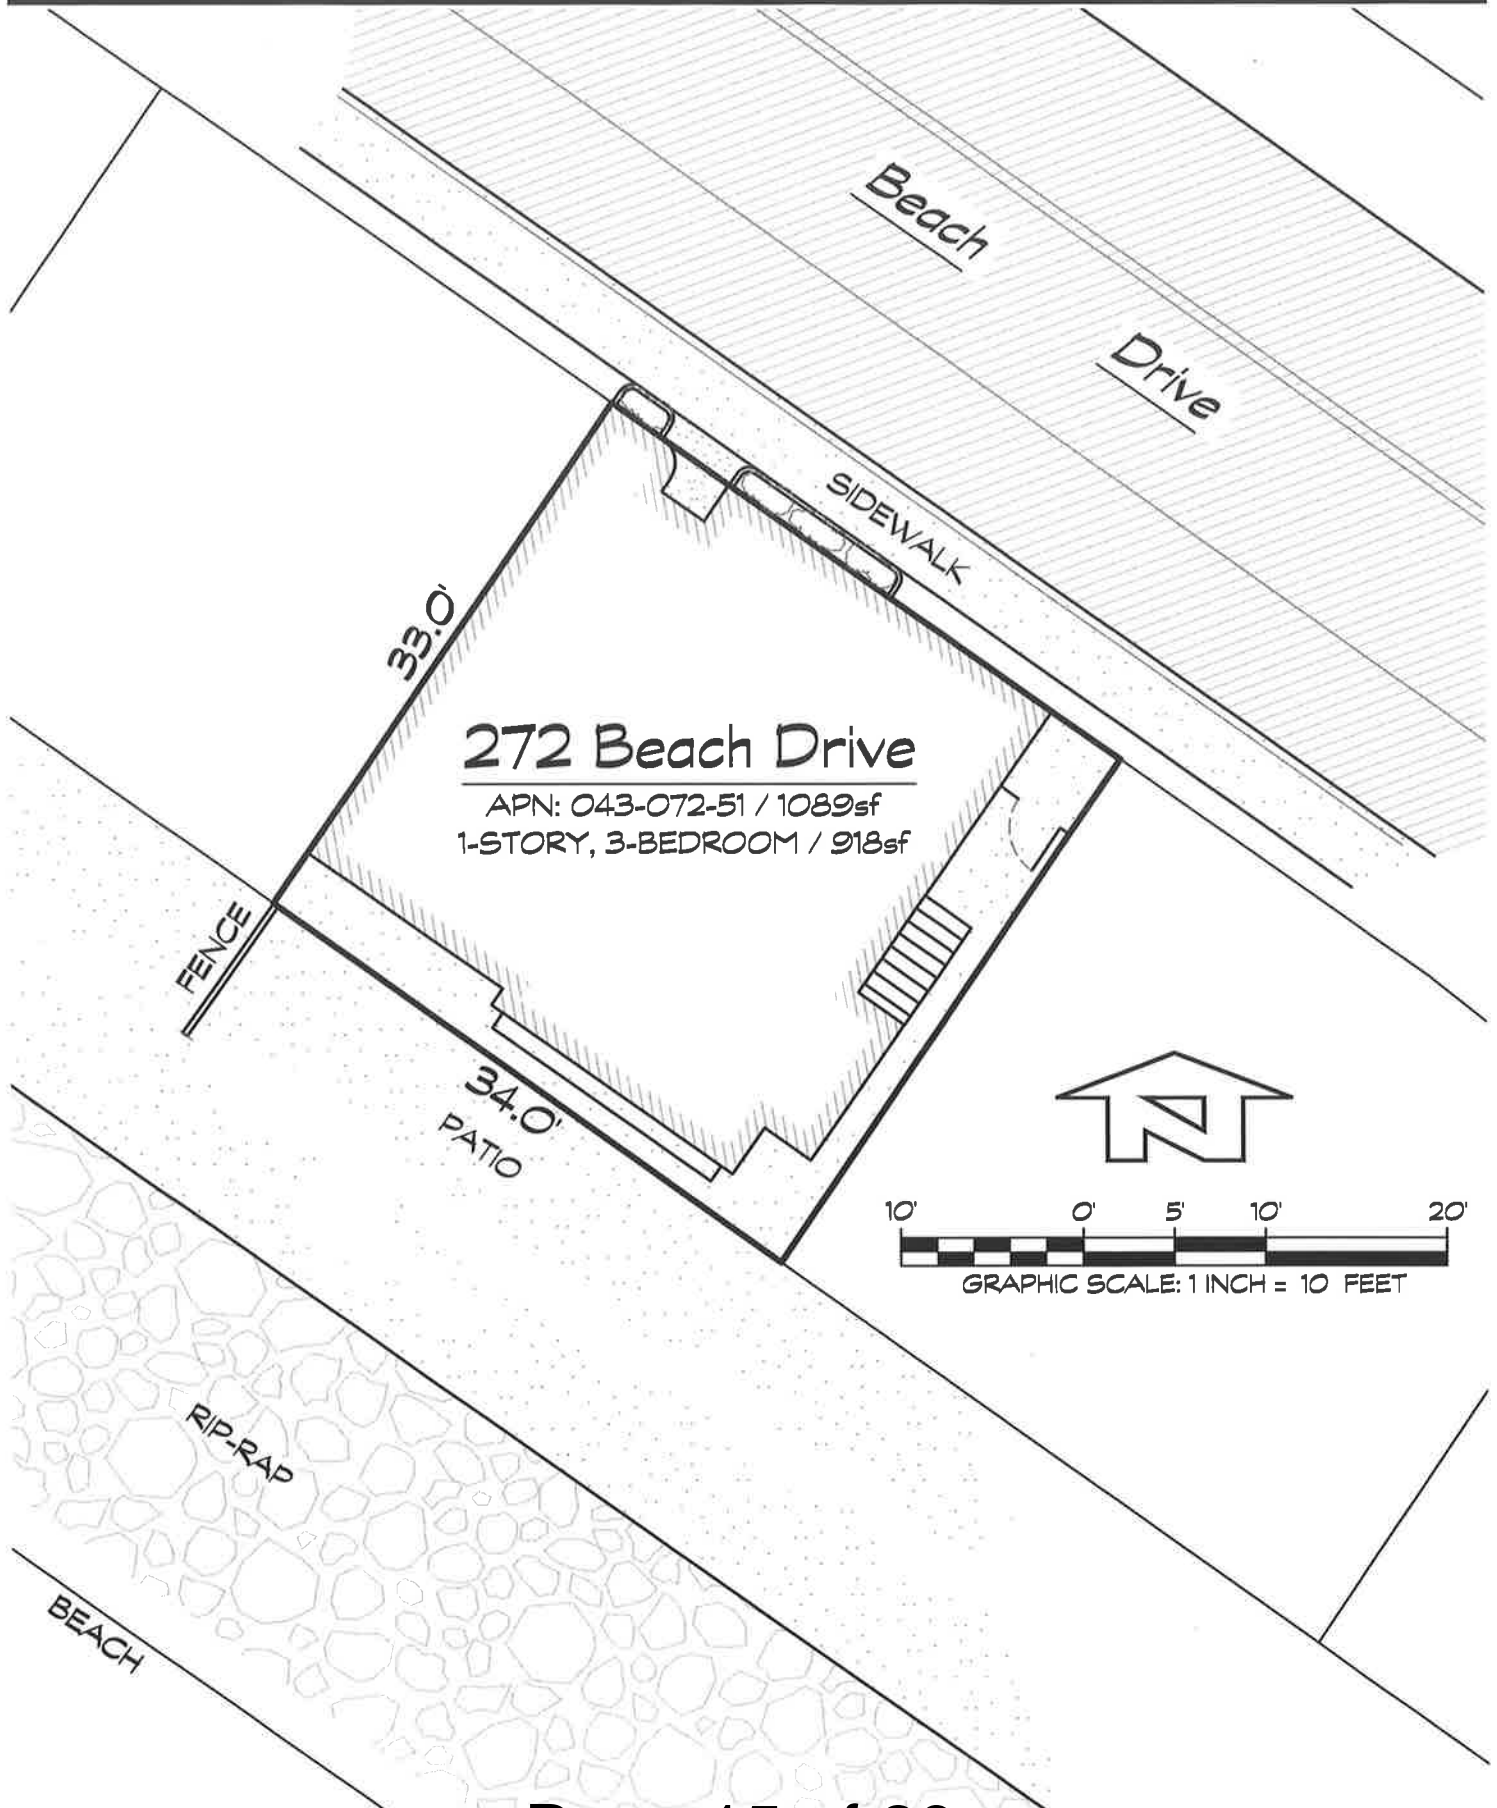 Beach
Drive
SIDEWALK
33.0'
272 Beach Drive
APN: 043-072-51 / 1089sf
1-STORY, 3-BEDROOM / 918sf
FENCE
34.0'
PATIO
N
10' 0' 5' 10' 20'
GRAPHIC SCALE: 1 INCH = 10 FEET
RIP-RAP
BEACH